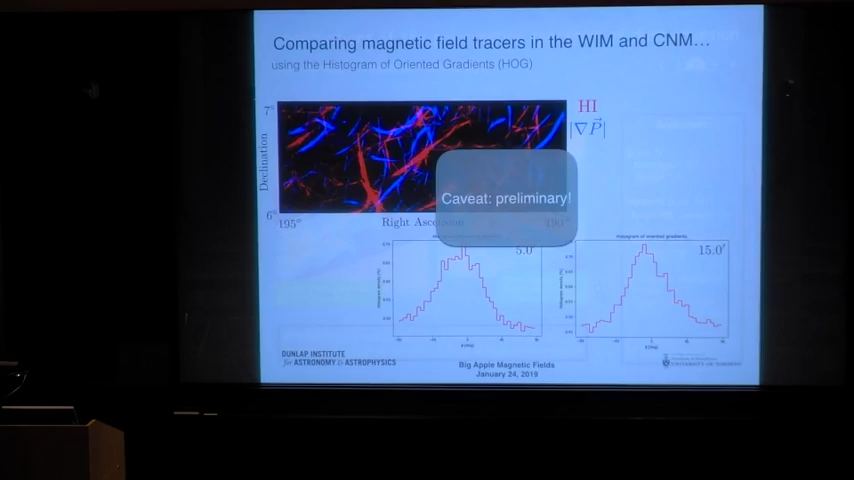 Comparing magnetic field tracers in the WIM and CNM...
using the Histogram of Oriented Gradients (HOG)
HI
|∇P⃗|
7°
Declination
6°
195°
Right Ascension
190°
Caveat: preliminary!
5.0′
Histogram of oriented gradients
15.0′
DUNLAP INSTITUTE
for ASTRONOMY & ASTROPHYSICS
Big Apple Magnetic Fields
January 24, 2019
UNIVERSITY OF TORONTO